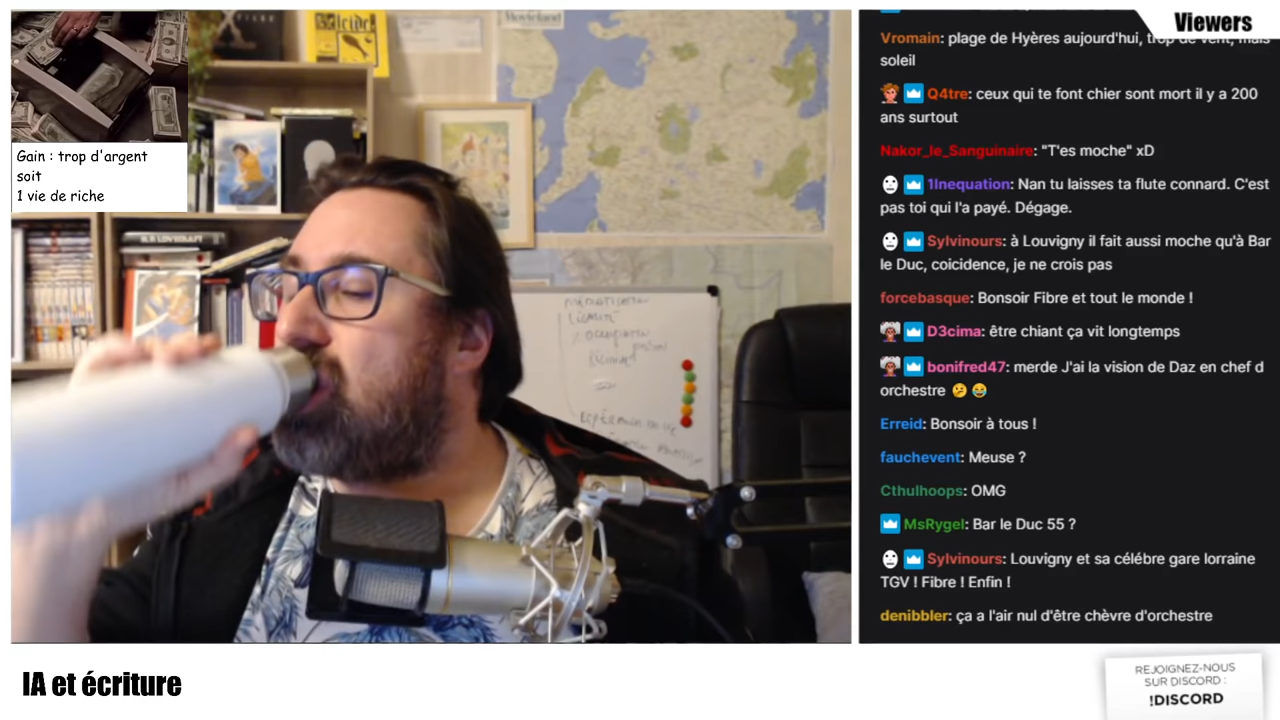 Gain : trop d'argent
soit
1 vie de riche
Movieland
H.P. LOVECRAFT
Viewers
Vromain: plage de Hyères aujourd'hui, trop de vent, mais
soleil
Q4tre: ceux qui te font chier sont mort il y a 200
ans surtout
Nakor_le_Sanguinaire: "T'es moche" xD
1Inequation: Nan tu laisses ta flute connard. C'est
pas toi qui l'a payé. Dégage.
Sylvinours: à Louvigny il fait aussi moche qu'à Bar
le Duc, coicidence, je ne crois pas
forcebasque: Bonsoir Fibre et tout le monde !
D3cima: être chiant ça vit longtemps
bonifred47: merde J'ai la vision de Daz en chef d
orchestre 🤔 😂
Erreid: Bonsoir à tous !
fauchevent: Meuse ?
Cthulhoops: OMG
MsRygel: Bar le Duc 55 ?
Sylvinours: Louvigny et sa célébre gare lorraine
TGV ! Fibre ! Enfin !
denibbler: ça a l'air nul d'être chèvre d'orchestre
IA et écriture
REJOIGNEZ-NOUS
SUR DISCORD :
!DISCORD